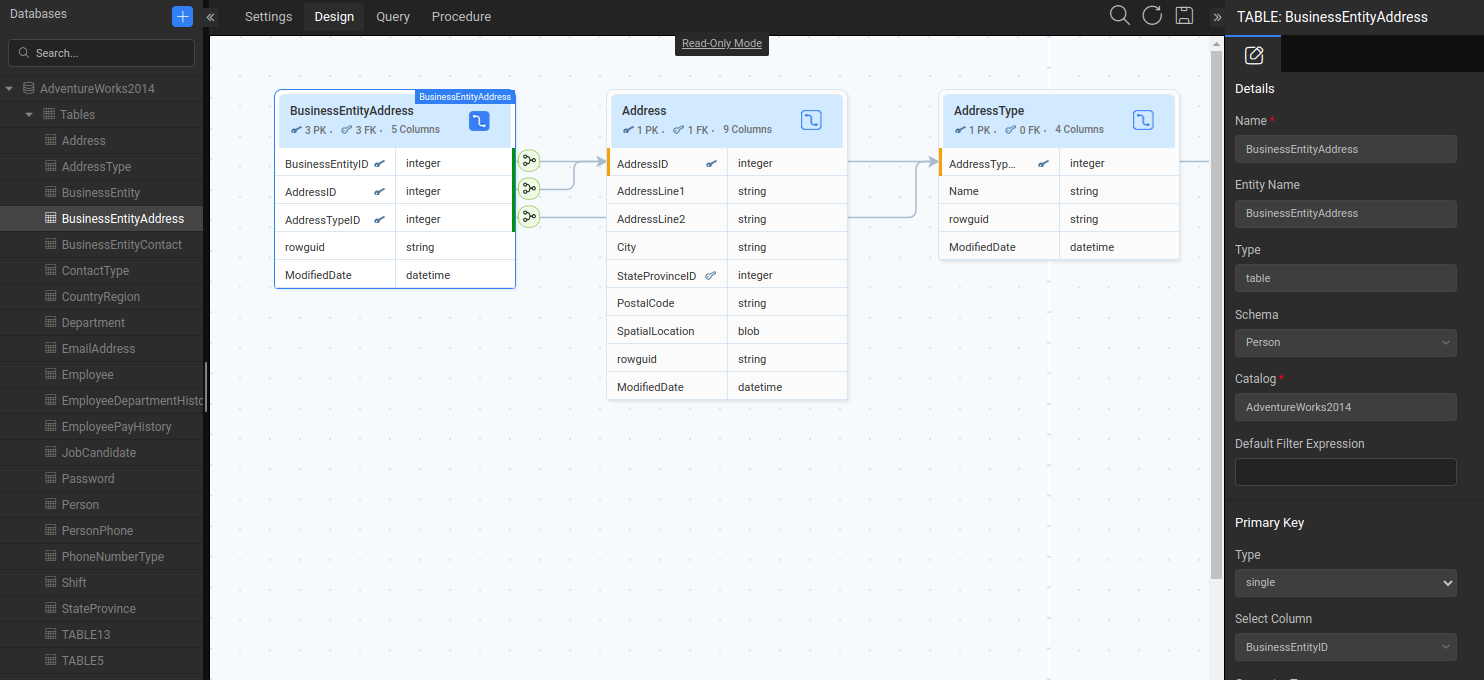 Databases
Search...
AdventureWorks2014
Tables
Address
AddressType
BusinessEntity
BusinessEntityAddress
BusinessEntityContact
ContactType
CountryRegion
Department
EmailAddress
Employee
EmployeeDepartmentHisto
EmployeePayHistory
JobCandidate
Password
Person
PersonPhone
PhoneNumberType
Shift
StateProvince
TABLE13
TABLE5
Settings Design Query Procedure
Read-Only Mode
BusinessEntityAddress
BusinessEntityAddress
3 PK . 3 FK . 5 Columns
BusinessEntityID integer
AddressID integer
AddressTypeID integer
rowguid string
ModifiedDate datetime
Address
1 PK . 1 FK . 9 Columns
AddressID integer
AddressLine1 string
AddressLine2 string
City string
StateProvinceID integer
PostalCode string
SpatialLocation blob
rowguid string
ModifiedDate datetime
AddressType
1 PK . 0 FK . 4 Columns
AddressTyp... integer
Name string
rowguid string
ModifiedDate datetime
TABLE: BusinessEntityAddress
Details
Name *
BusinessEntityAddress
Entity Name
BusinessEntityAddress
Type
table
Schema
Person
Catalog *
AdventureWorks2014
Default Filter Expression
Primary Key
Type
single
Select Column
BusinessEntityID